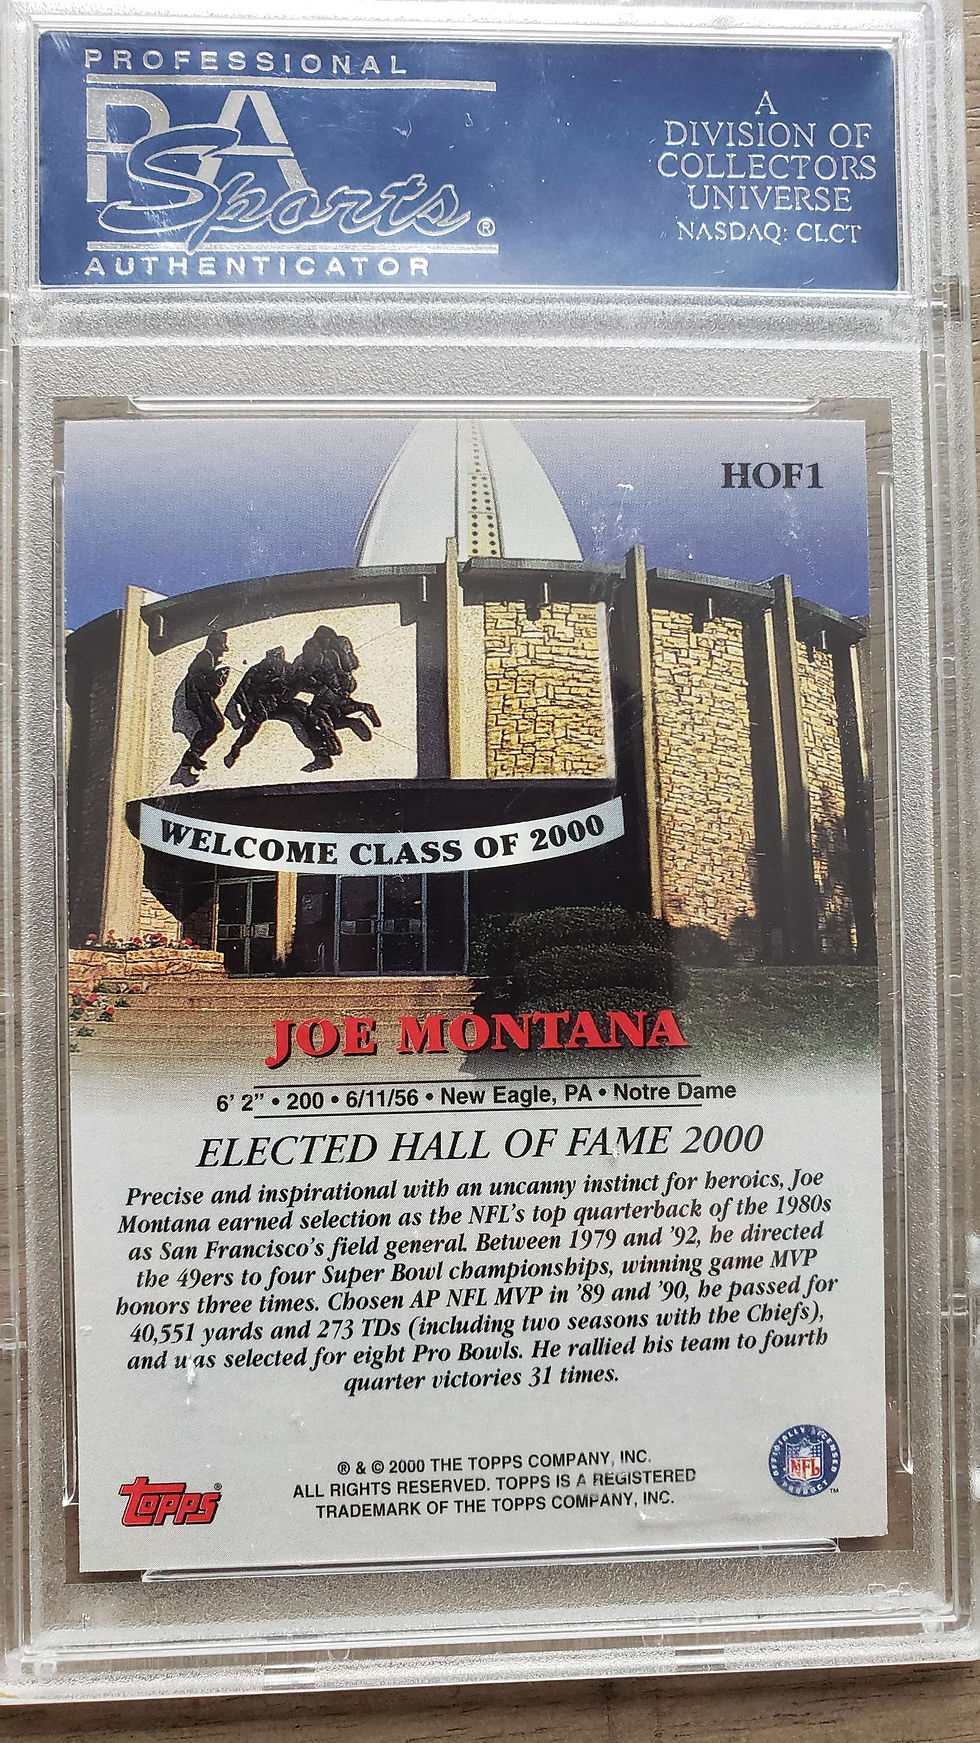 PROFESSIONAL
PSA
Sports®
AUTHENTICATOR
A
DIVISION OF
COLLECTORS
UNIVERSE
NASDAQ: CLCT
HOF1
WELCOME CLASS OF 2000
JOE MONTANA
6' 2" • 200 • 6/11/56 • New Eagle, PA • Notre Dame
ELECTED HALL OF FAME 2000
Precise and inspirational with an uncanny instinct for heroics, Joe
Montana earned selection as the NFL's top quarterback of the 1980s
as San Francisco's field general. Between 1979 and '92, he directed
the 49ers to four Super Bowl championships, winning game MVP
honors three times. Chosen AP NFL MVP in '89 and '90, he passed for
40,551 yards and 273 TDs (including two seasons with the Chiefs),
and was selected for eight Pro Bowls. He rallied his team to fourth
quarter victories 31 times.
® & © 2000 THE TOPPS COMPANY, INC.
ALL RIGHTS RESERVED. TOPPS IS A REGISTERED
TRADEMARK OF THE TOPPS COMPANY, INC.
topps®
OFFICIALLY LICENSED
NFL
PRODUCT
™